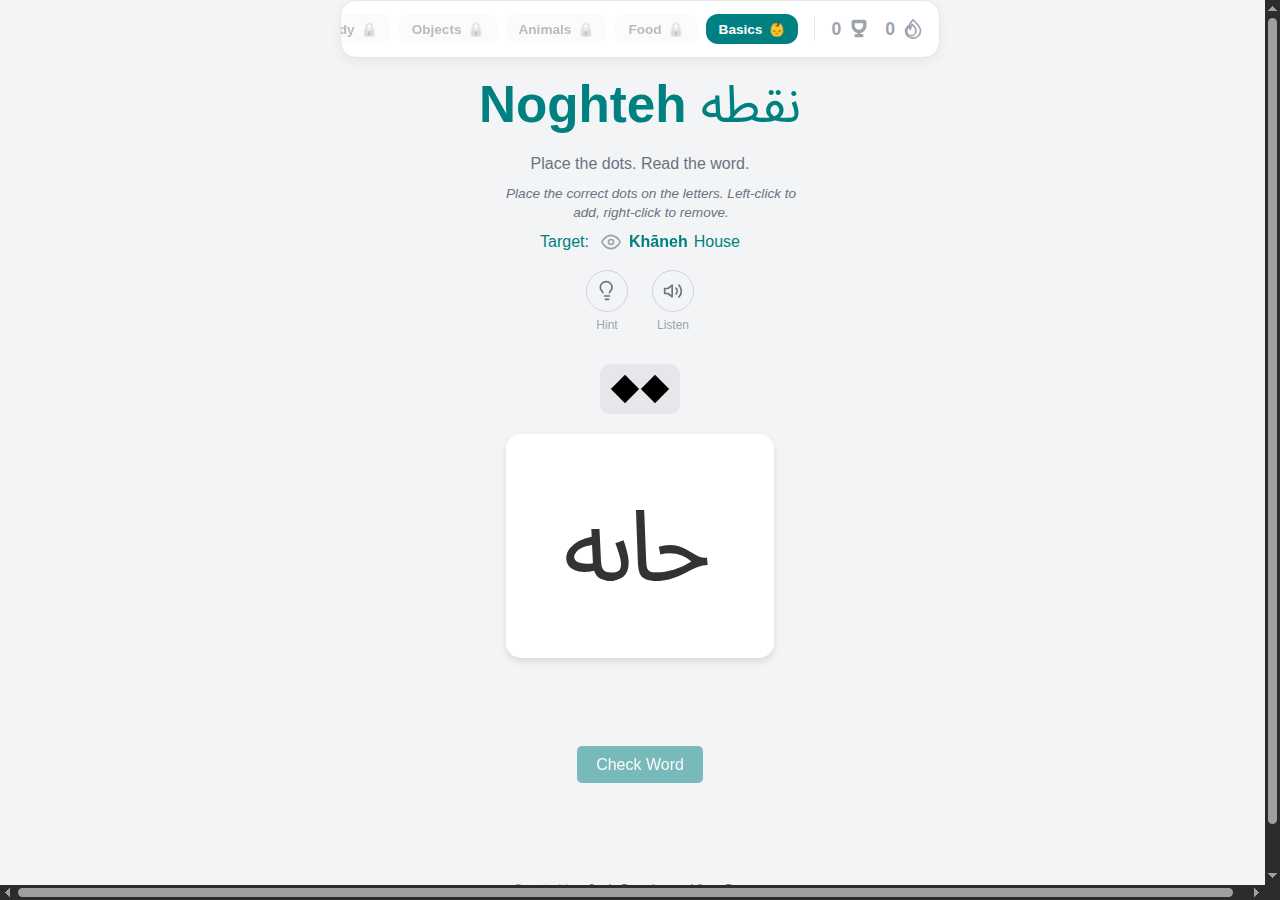 dy 🔒 Objects 🔒 Animals 🔒 Food 🔒 Basics 👶 0 0
Noghteh نقطه
Place the dots. Read the word.
Place the correct dots on the letters. Left-click to
add, right-click to remove.
Target: Khāneh House
Hint Listen
حاٮه
Check Word